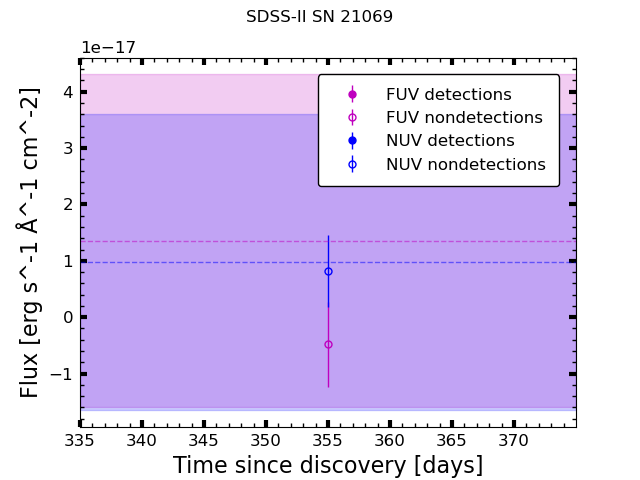 SDSS-II SN 21069
1e−17
FUV detections
FUV nondetections
NUV detections
NUV nondetections
4
3
2
1
0
−1
335 340 345 350 355 360 365 370
Time since discovery [days]
Flux [erg s^-1 Å^-1 cm^-2]